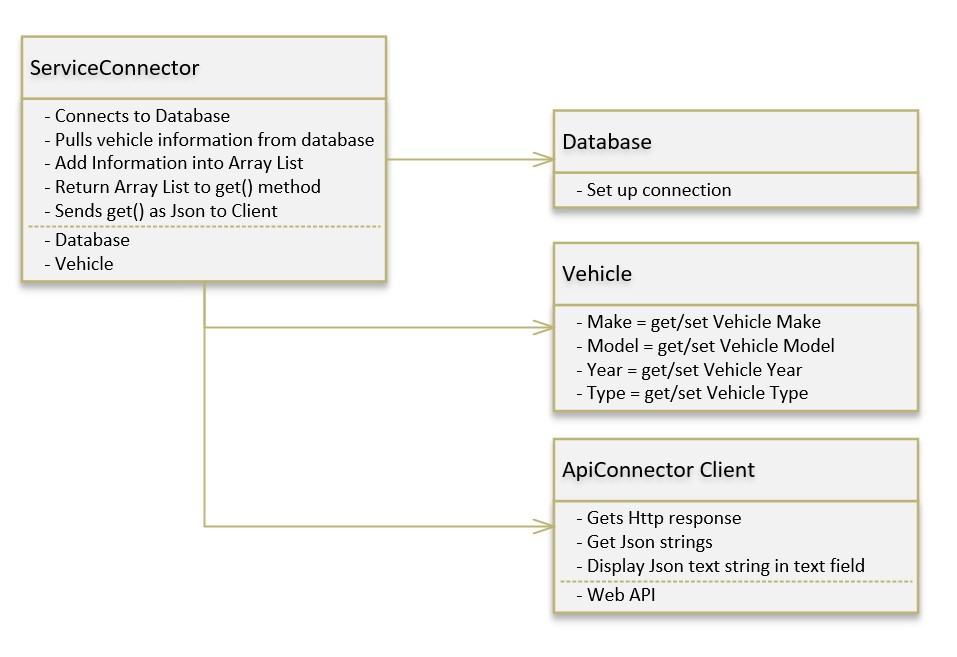 ServiceConnector
- Connects to Database
- Pulls vehicle information from database
- Add Information into Array List
- Return Array List to get() method
- Sends get() as Json to Client
- Database
- Vehicle
Database
- Set up connection
Vehicle
- Make = get/set Vehicle Make
- Model = get/set Vehicle Model
- Year = get/set Vehicle Year
- Type = get/set Vehicle Type
ApiConnector Client
- Gets Http response
- Get Json strings
- Display Json text string in text field
- Web API